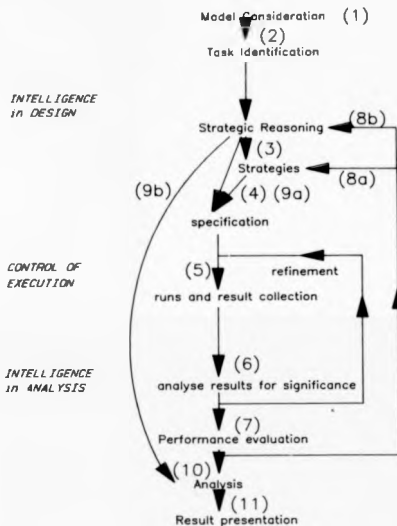 Model Consideration (1)
(2)
Task Identification
INTELLIGENCE
in DESIGN
(8b)
Strategic Reasoning
(3)
Strategies
(8a)
(9b)
(4) (9a)
specification
CONTROL OF
EXECUTION
(5)
refinement
runs and result collection
INTELLIGENCE
in ANALYSIS
(6)
analyse results for significance
(7)
Performance evaluation
(10)
Analysis
(11)
Result presentation